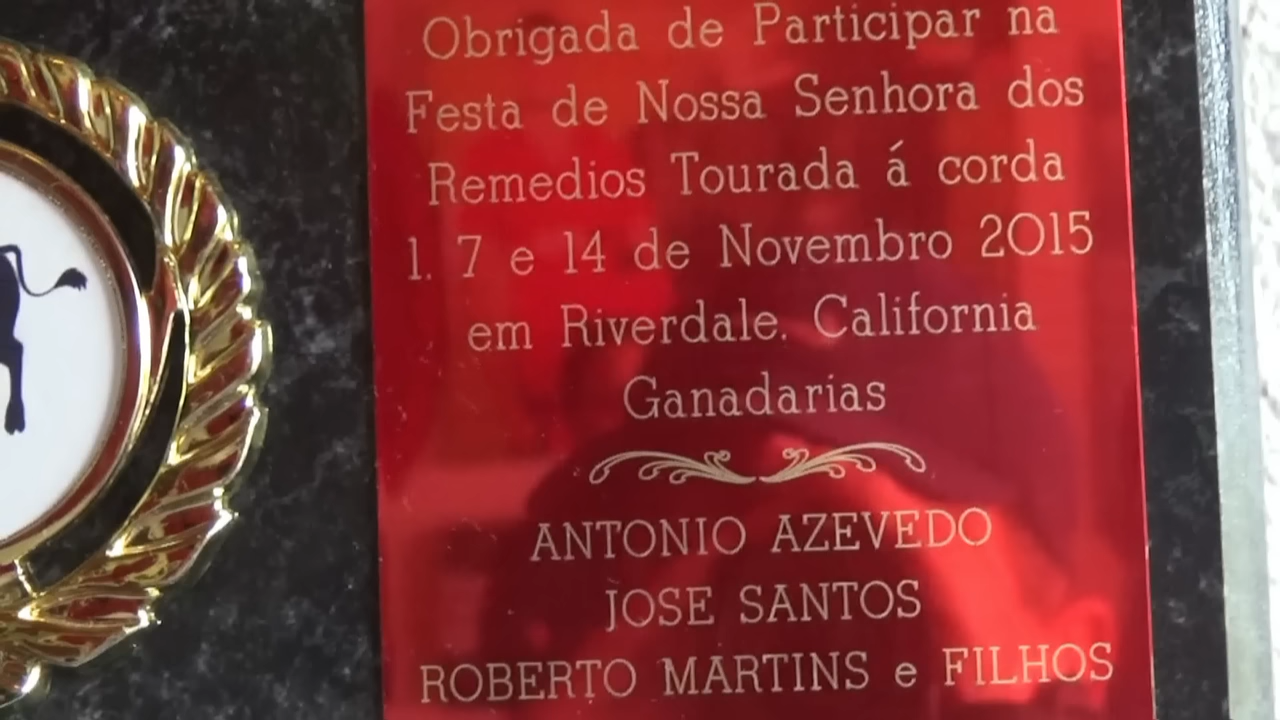 Obrigada de Participar na
Festa de Nossa Senhora dos
Remedios Tourada á corda
1. 7 e 14 de Novembro 2015
em Riverdale. California
Ganadarias
ANTONIO AZEVEDO
JOSE SANTOS
ROBERTO MARTINS e FILHOS